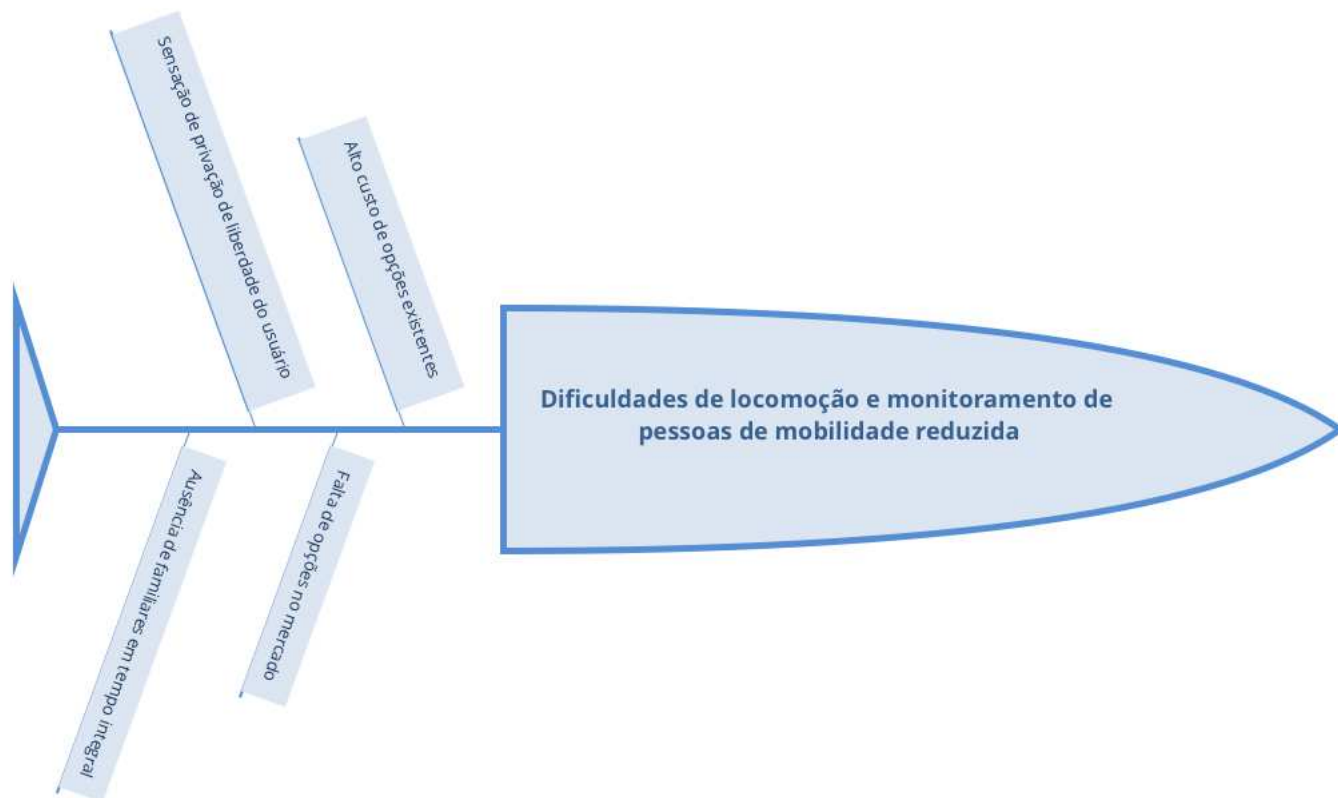 Sensação de privação de liberdade do usuário
Alto custo de opções existentes
Dificuldades de locomoção e monitoramento de
pessoas de mobilidade reduzida
Ausência de familiares em tempo integral
Falta de opções no mercado